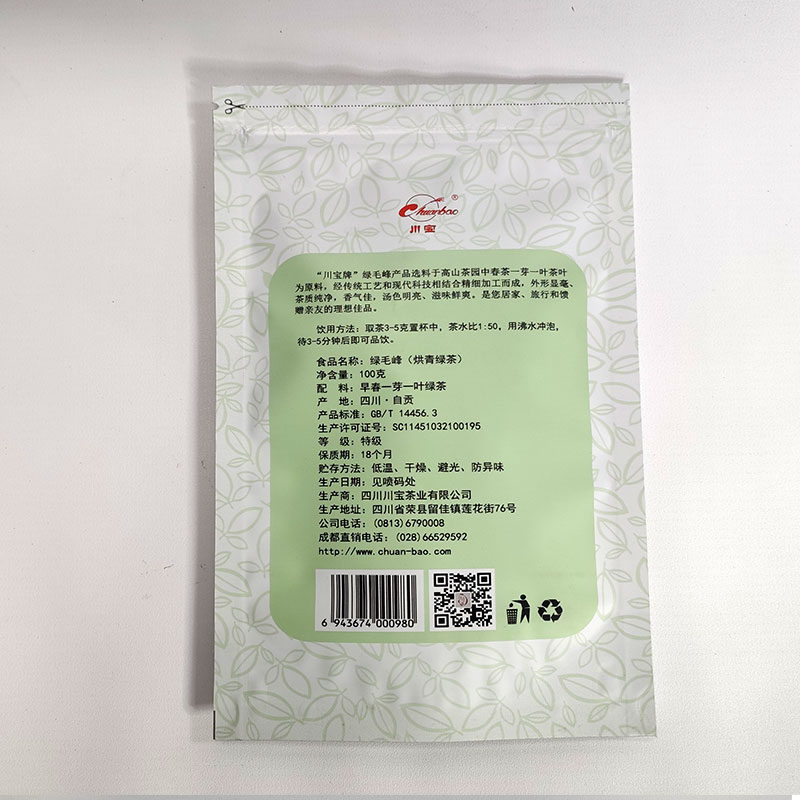 Chuanbao®
川宝
“川宝牌”绿毛峰产品选料于高山茶园中春茶一芽一叶茶叶
为原料，经传统工艺和现代科技相结合精细加工而成，外形显毫、
茶质纯净，香气佳，汤色明亮、滋味鲜爽。是您居家、旅行和馈
赠亲友的理想佳品。
饮用方法：取茶3-5克置杯中，茶水比1:50，用沸水冲泡，
待3-5分钟后即可品饮。
食品名称：绿毛峰（烘青绿茶）
净含量：100克
配 料：早春一芽一叶绿茶
产 地：四川·自贡
产品标准：GB/T 14456.3
生产许可证号：SC11451032100195
等 级：特级
保质期：18个月
贮存方法：低温、干燥、避光、防异味
生产日期：见喷码处
生产商：四川川宝茶业有限公司
生产地址：四川省荣县留佳镇莲花街76号
公司电话：(0813)6790008
成都直销电话：(028)66529592
http://www.chuan-bao.com
6 943674 000980